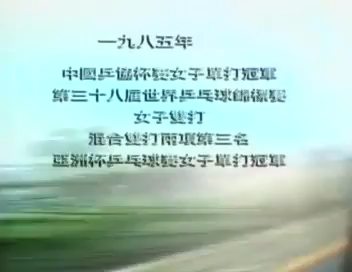 一九八五年
中國乒協杯賽女子單打冠軍
第三十八屆世界乒乓球錦標賽
女子雙打
混合雙打兩項第三名
亞洲杯乒乓球賽女子單打冠軍